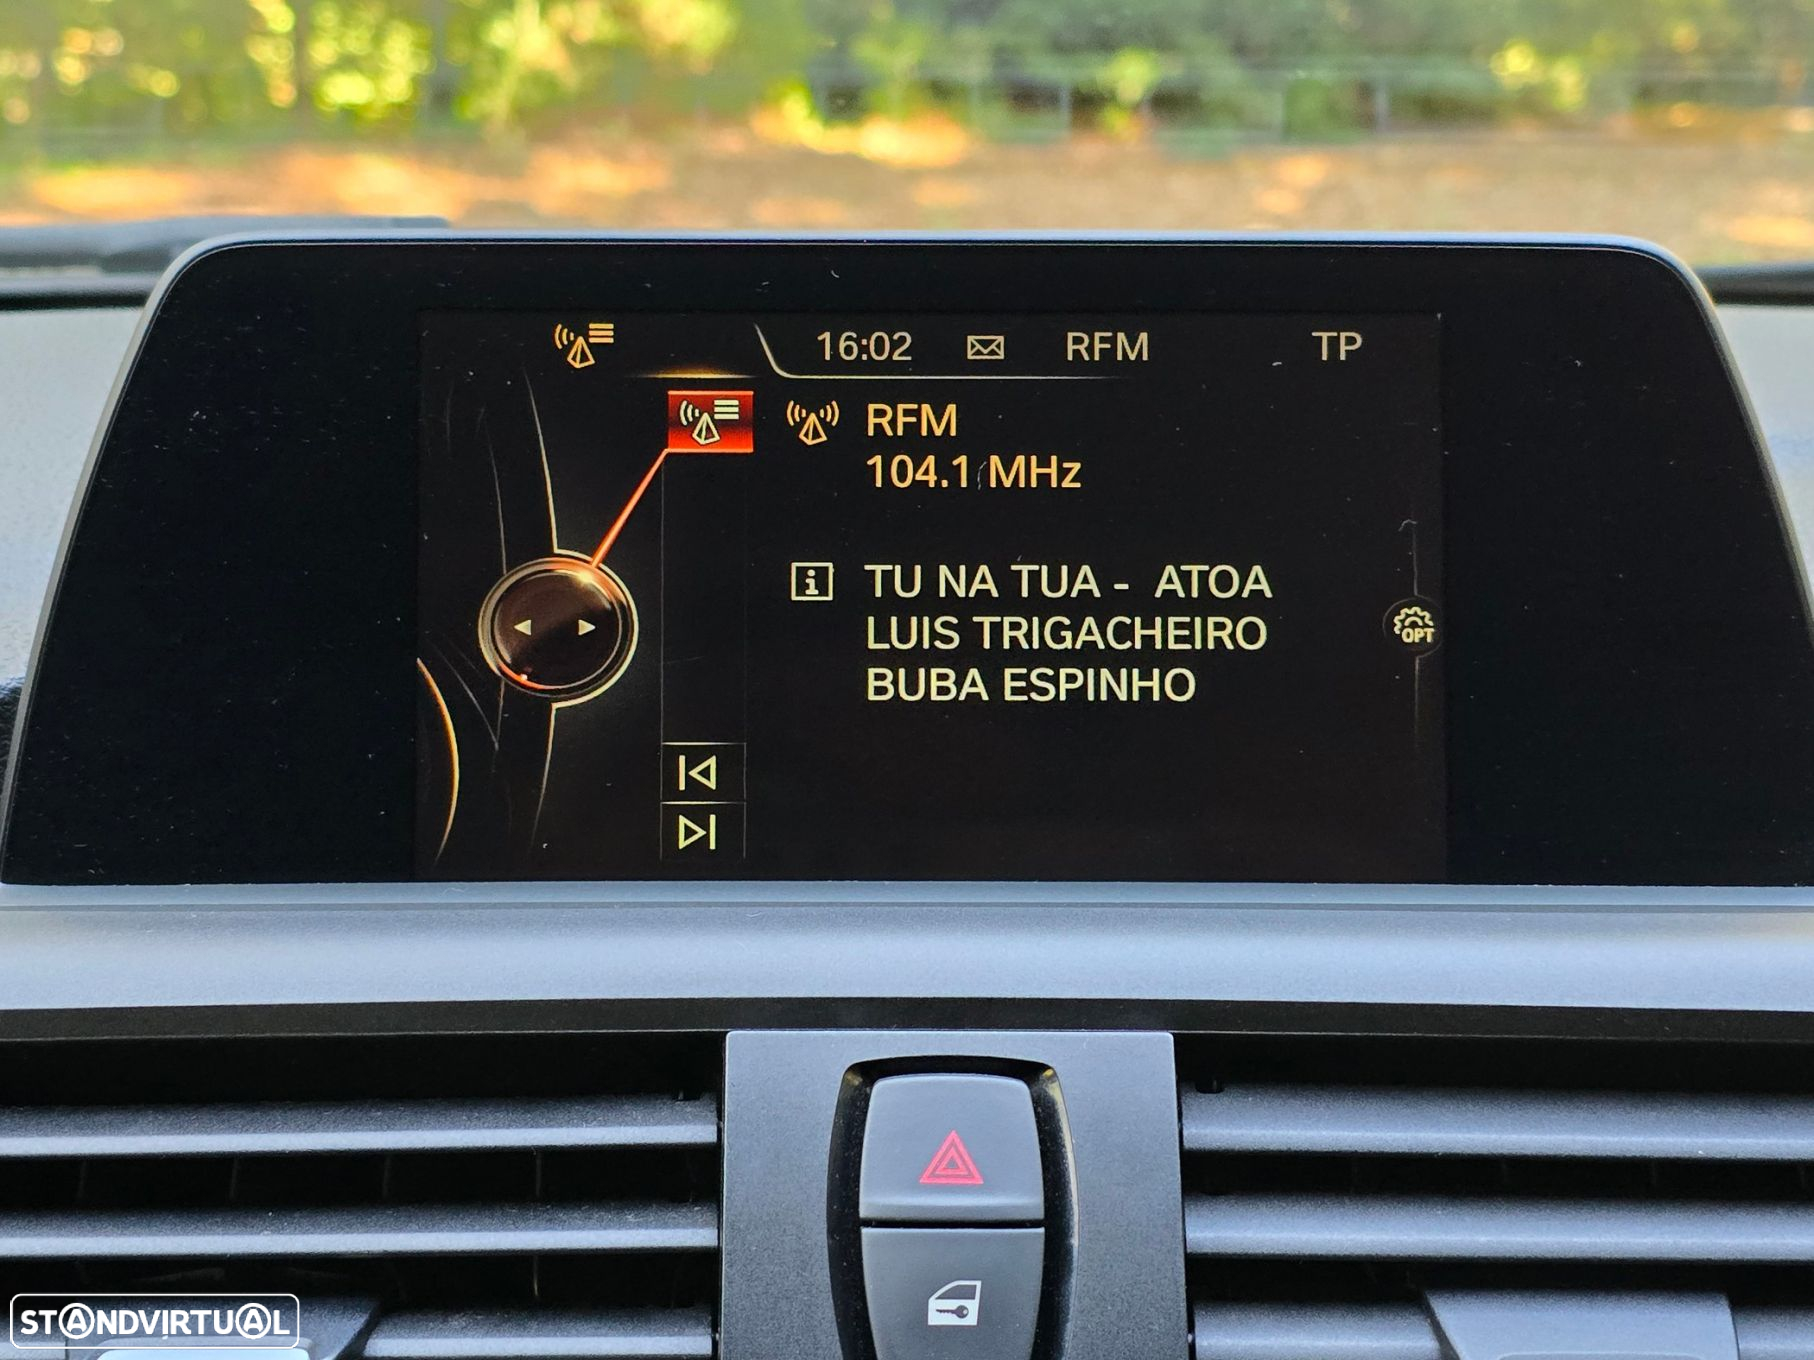 16:02 RFM TP
RFM
104.1 MHz
TU NA TUA - ATOA
LUIS TRIGACHEIRO
BUBA ESPINHO
OPT
STANDVIRTUAL